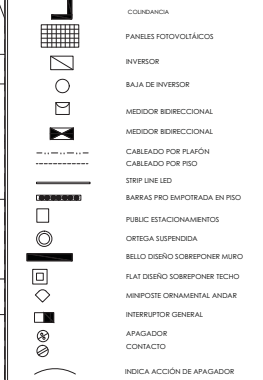 COLINDANCIA
PANELES FOTOVOLTÁICOS
INVERSOR
BAJA DE INVERSOR
MEDIDOR BIDIRECCIONAL
MEDIDOR BIDIRECCIONAL
CABLEADO POR PLAFÓN
CABLEADO POR PISO
STRIP LINE LED
BARRAS PRO EMPOTRADA EN PISO
PUBLIC ESTACIONAMIENTOS
ORTEGA SUSPENDIDA
BELLO DISEÑO SOBREPONER MURO
FLAT DISEÑO SOBREPONER TECHO
MINIPOSTE ORNAMENTAL ANDAR
INTERRUPTOR GENERAL
APAGADOR
CONTACTO
INDICA ACCIÓN DE APAGADOR